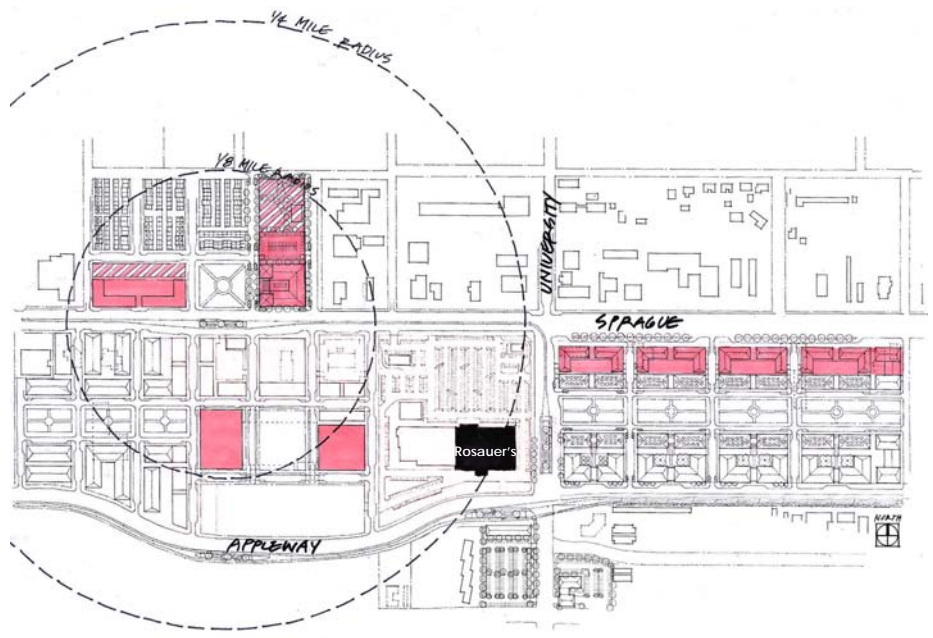 1/4 MILE RADIUS
1/8 MILE RADIUS
UNIVERSITY
SPRAGUE
Rosauer's
NORTH
APPLEWAY